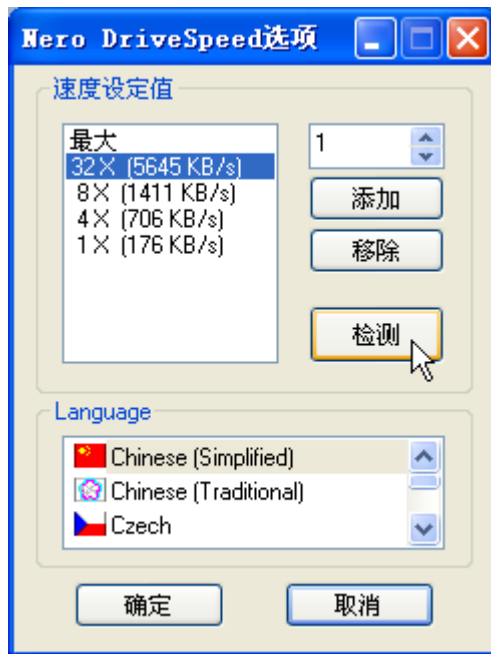 Nero DriveSpeed选项
速度设定值
最大
32× (5645 KB/s)
8× (1411 KB/s)
4× (706 KB/s)
1× (176 KB/s)
1
添加
移除
检测
Language
Chinese (Simplified)
Chinese (Traditional)
Czech
确定
取消